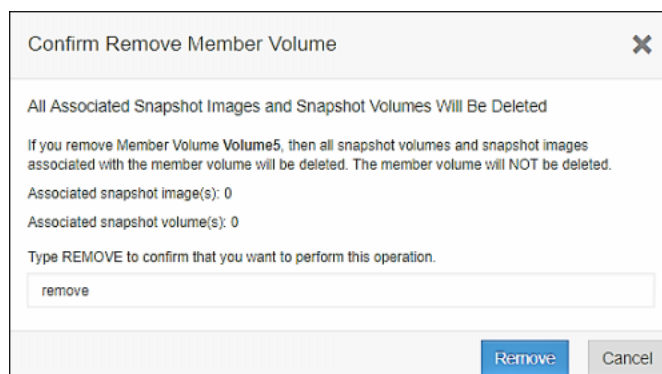 Confirm Remove Member Volume
All Associated Snapshot Images and Snapshot Volumes Will Be Deleted
If you remove Member Volume Volume5, then all snapshot volumes and snapshot images
associated with the member volume will be deleted. The member volume will NOT be deleted.
Associated snapshot image(s): 0
Associated snapshot volume(s): 0
Type REMOVE to confirm that you want to perform this operation.
remove
Remove Cancel